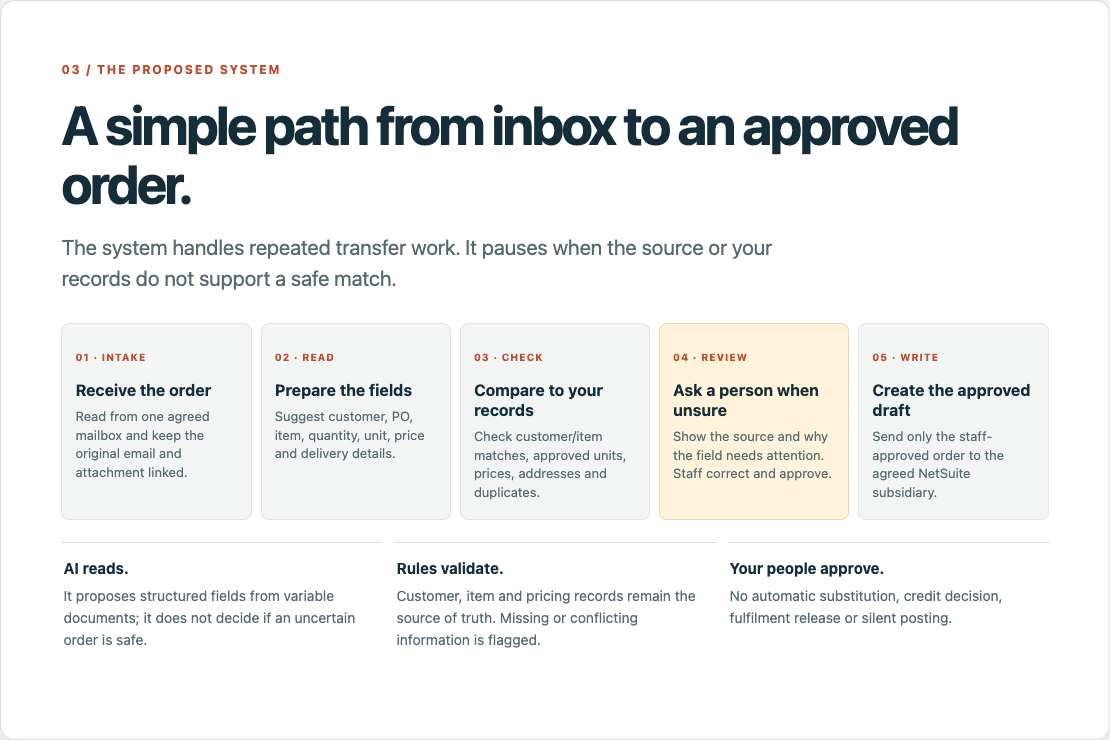 03 / THE PROPOSED SYSTEM
A simple path from inbox to an approved
order.
The system handles repeated transfer work. It pauses when the source or your
records do not support a safe match.
01 · INTAKE
Receive the order
Read from one agreed
mailbox and keep the
original email and
attachment linked.
02 · READ
Prepare the fields
Suggest customer, PO,
item, quantity, unit, price
and delivery details.
03 · CHECK
Compare to your
records
Check customer/item
matches, approved units,
prices, addresses and
duplicates.
04 · REVIEW
Ask a person when
unsure
Show the source and why
the field needs attention.
Staff correct and approve.
05 · WRITE
Create the approved
draft
Send only the staff-
approved order to the
agreed NetSuite
subsidiary.
AI reads.
It proposes structured fields from variable
documents; it does not decide if an uncertain
order is safe.
Rules validate.
Customer, item and pricing records remain the
source of truth. Missing or conflicting
information is flagged.
Your people approve.
No automatic substitution, credit decision,
fulfilment release or silent posting.